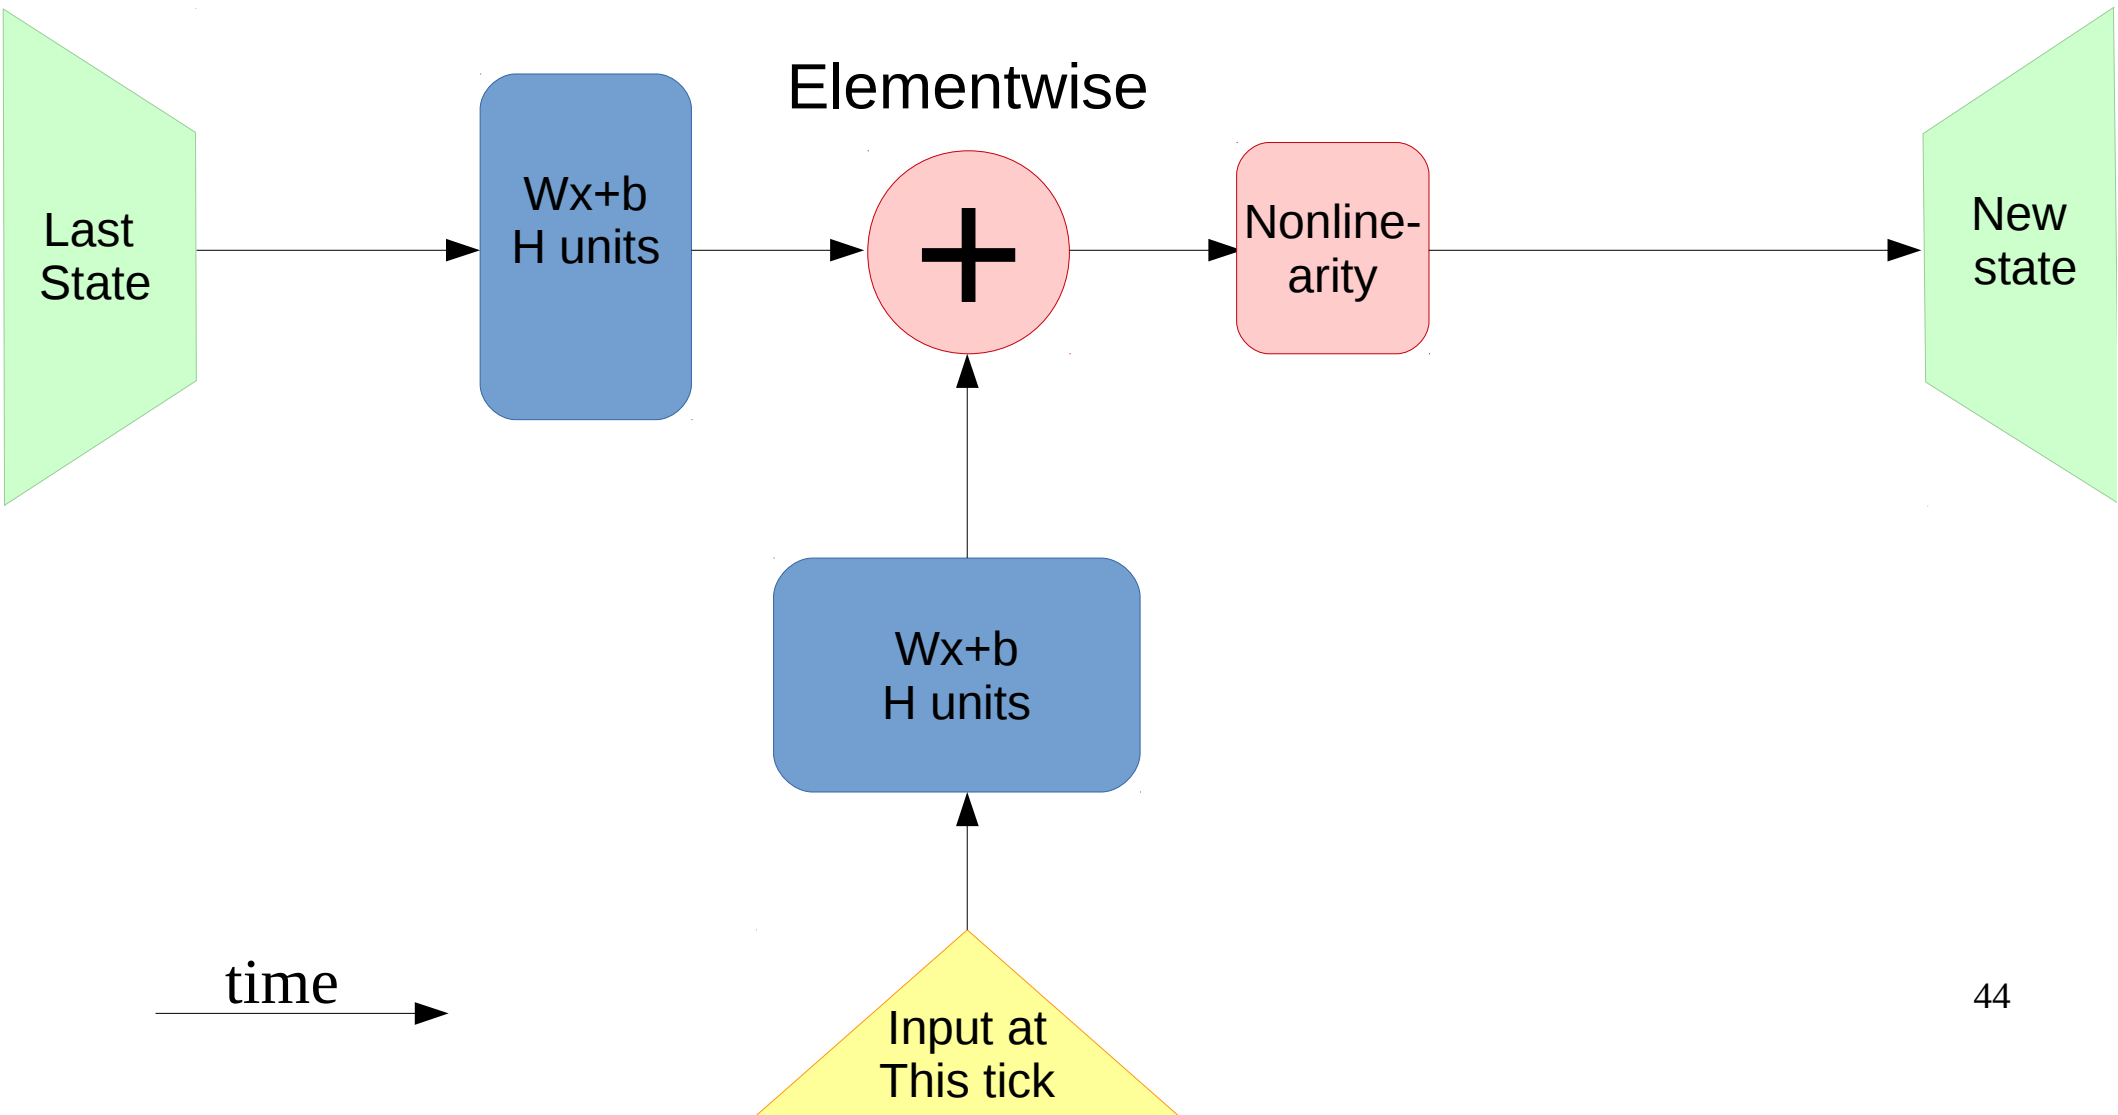 Elementwise
Last
State
Wx+b
H units
Nonline-
arity
New
state
Wx+b
H units
time
Input at
This tick
44